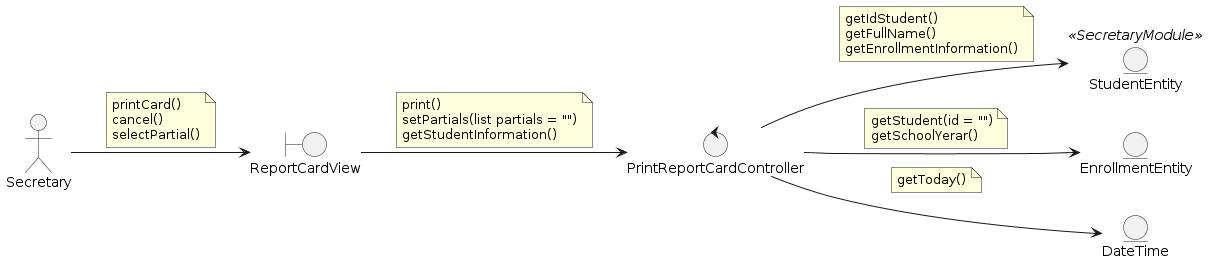 getIdStudent()
getFullName()
getEnrollmentInformation()
«SecretaryModule»
StudentEntity
printCard()
cancel()
selectPartial()
print()
setPartials(list partials = "")
getStudentInformation()
getStudent(id = "")
getSchoolYerar()
Secretary
ReportCardView
PrintReportCardController
EnrollmentEntity
getToday()
DateTime